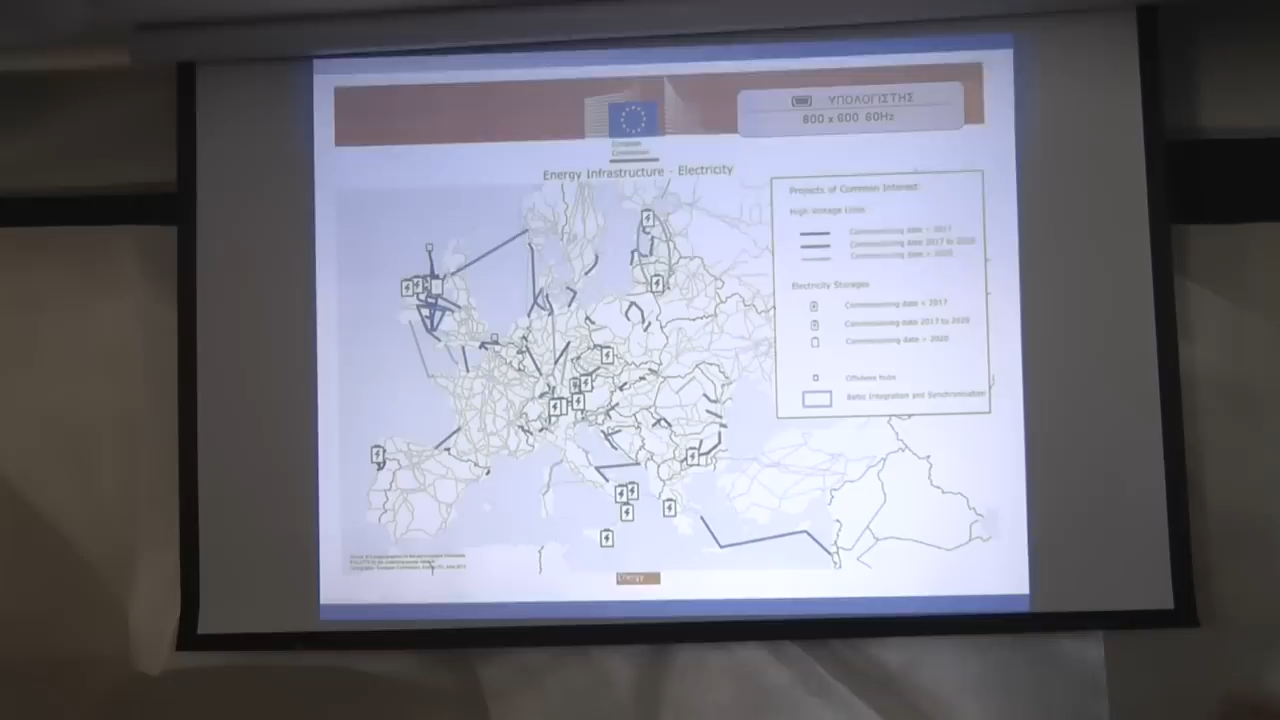 ΥΠΟΛΟΓΙΣΤΗΣ
800 x 600 60Hz
European
Commission
Energy Infrastructure - Electricity
Projects of Common Interest:
High Voltage Lines
Commissioning date < 2017
Commissioning date 2017 to 2020
Commissioning date > 2020
Electricity Storages
Commissioning date < 2017
Commissioning date 2017 to 2020
Commissioning date > 2020
Offshore hubs
Baltic Integration and Synchronisation
Energy